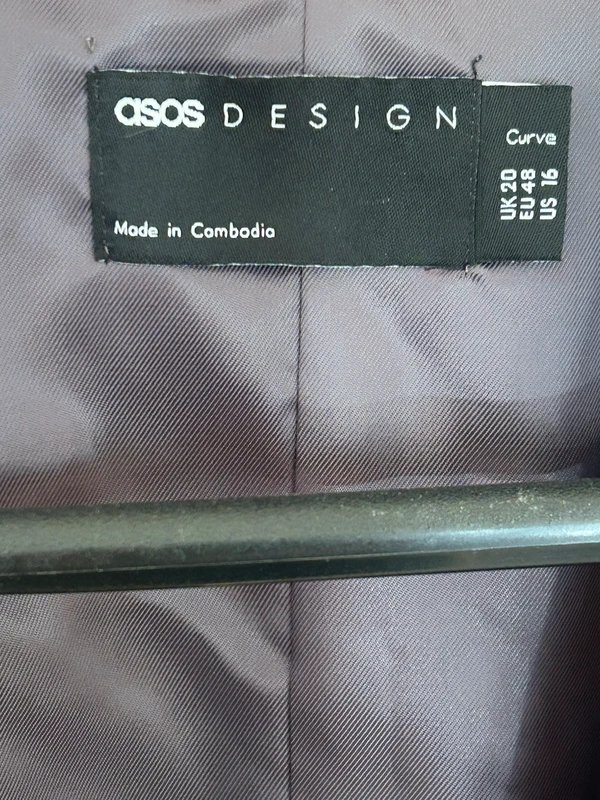 asos DESIGN
Made in Cambodia
Curve
UK 20
EU 48
US 16